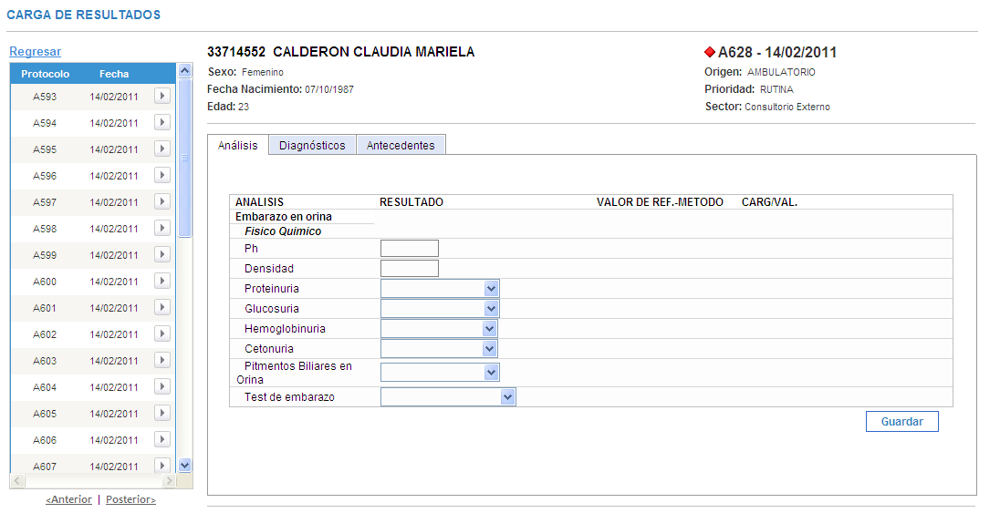 CARGA DE RESULTADOS
Regresar
Protocolo Fecha
A593 14/02/2011
A594 14/02/2011
A595 14/02/2011
A596 14/02/2011
A597 14/02/2011
A598 14/02/2011
A599 14/02/2011
A600 14/02/2011
A601 14/02/2011
A602 14/02/2011
A603 14/02/2011
A604 14/02/2011
A605 14/02/2011
A606 14/02/2011
A607 14/02/2011
<Anterior | Posterior>
33714552 CALDERON CLAUDIA MARIELA
Sexo: Femenino
Fecha Nacimiento: 07/10/1987
Edad: 23
A628 - 14/02/2011
Origen: AMBULATORIO
Prioridad: RUTINA
Sector: Consultorio Externo
Análisis Diagnósticos Antecedentes
ANALISIS RESULTADO VALOR DE REF.-METODO CARG/VAL.
Embarazo en orina
Fisico Quimico
Ph
Densidad
Proteinuria
Glucosuria
Hemoglobinuria
Cetonuria
Pitmentos Biliares en
Orina
Test de embarazo
Guardar